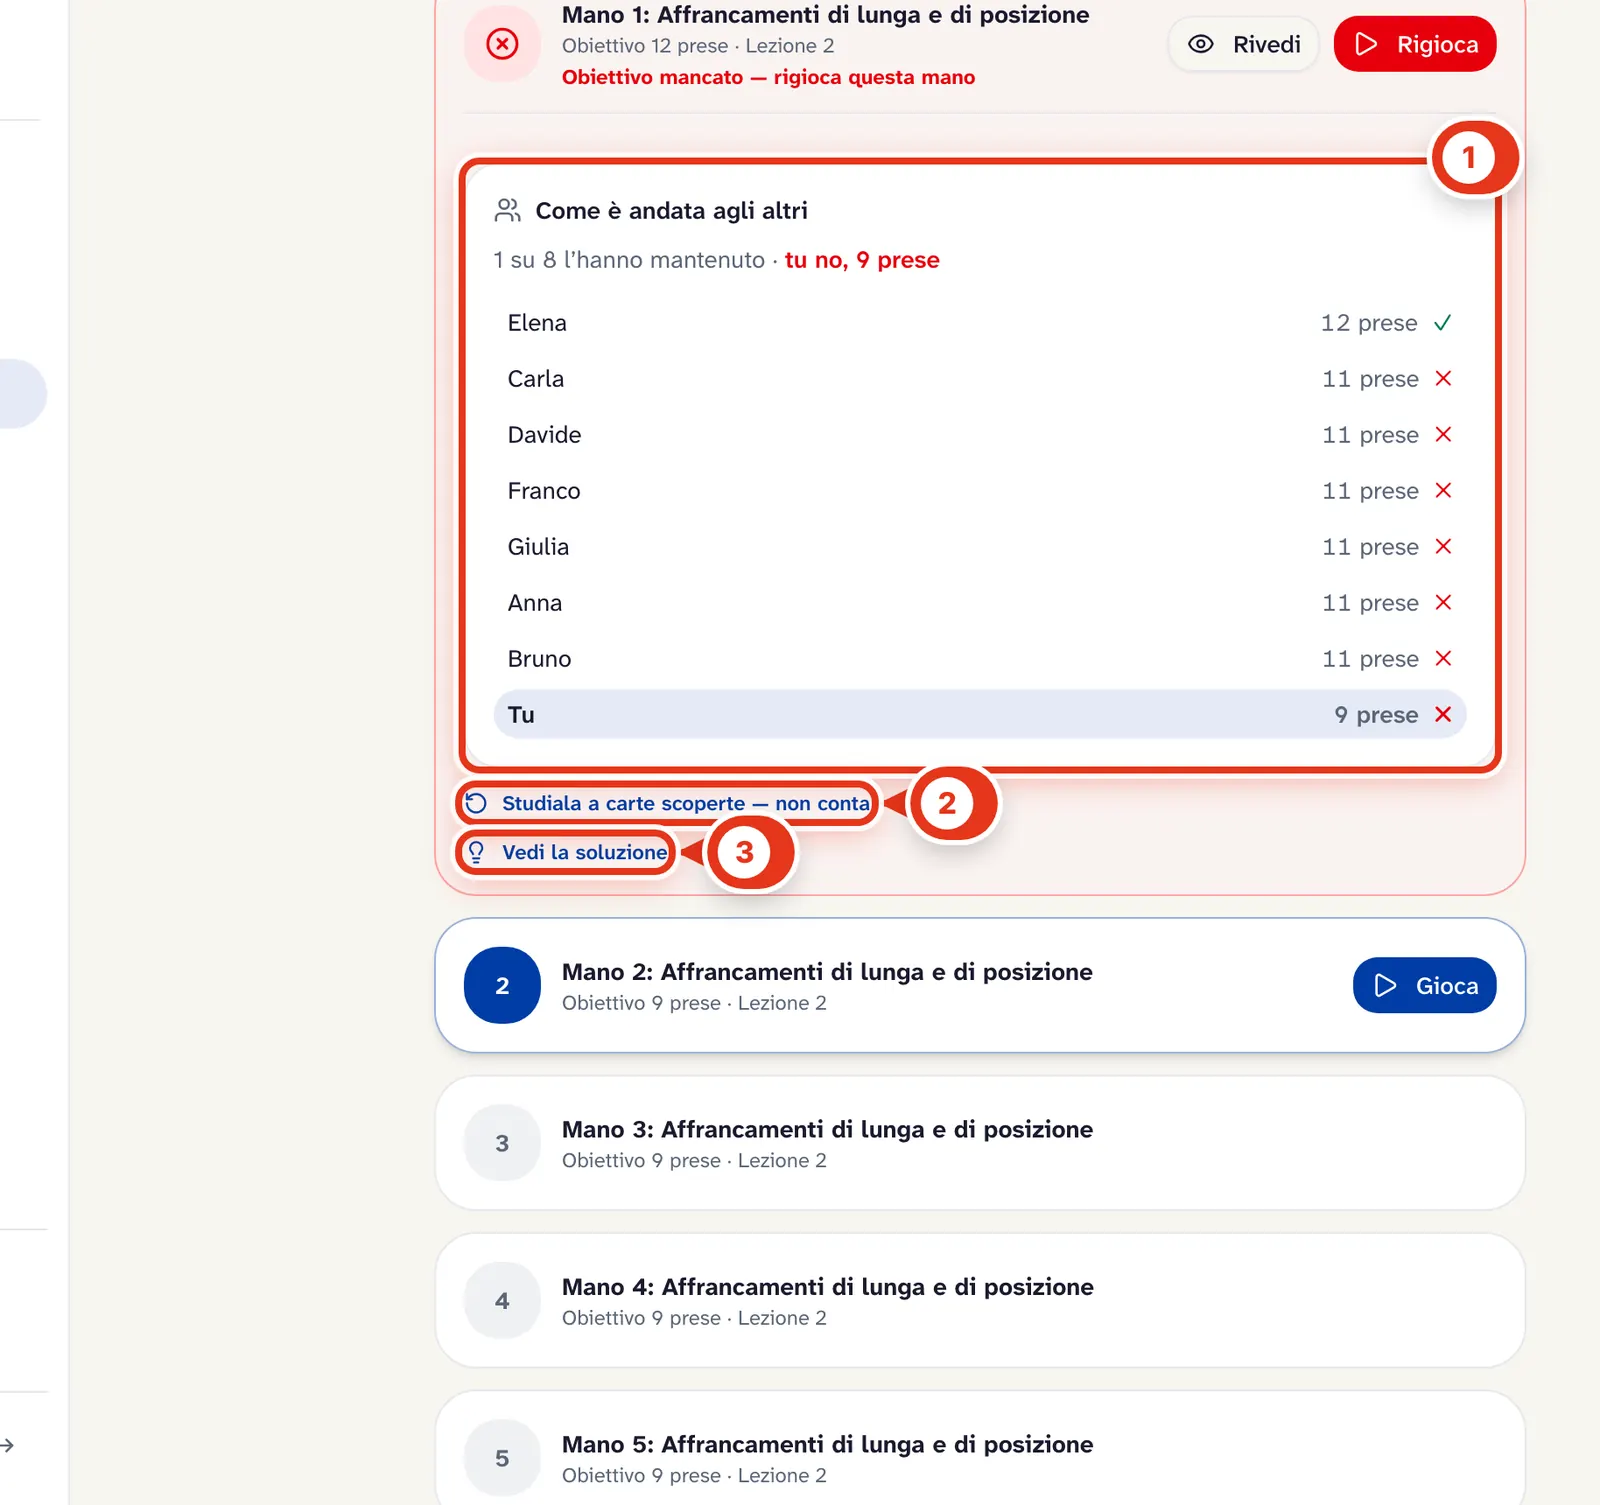 Mano 1: Affrancamenti di lunga e di posizione
Obiettivo 12 prese · Lezione 2
Obiettivo mancato — rigioca questa mano
Rivedi
Rigioca
1
Come è andata agli altri
1 su 8 l’hanno mantenuto · tu no, 9 prese
Elena 12 prese
Carla 11 prese
Davide 11 prese
Franco 11 prese
Giulia 11 prese
Anna 11 prese
Bruno 11 prese
Tu 9 prese
Studiala a carte scoperte — non conta
2
Vedi la soluzione
3
2
Mano 2: Affrancamenti di lunga e di posizione
Obiettivo 9 prese · Lezione 2
Gioca
3
Mano 3: Affrancamenti di lunga e di posizione
Obiettivo 9 prese · Lezione 2
4
Mano 4: Affrancamenti di lunga e di posizione
Obiettivo 9 prese · Lezione 2
5
Mano 5: Affrancamenti di lunga e di posizione
Obiettivo 9 prese · Lezione 2